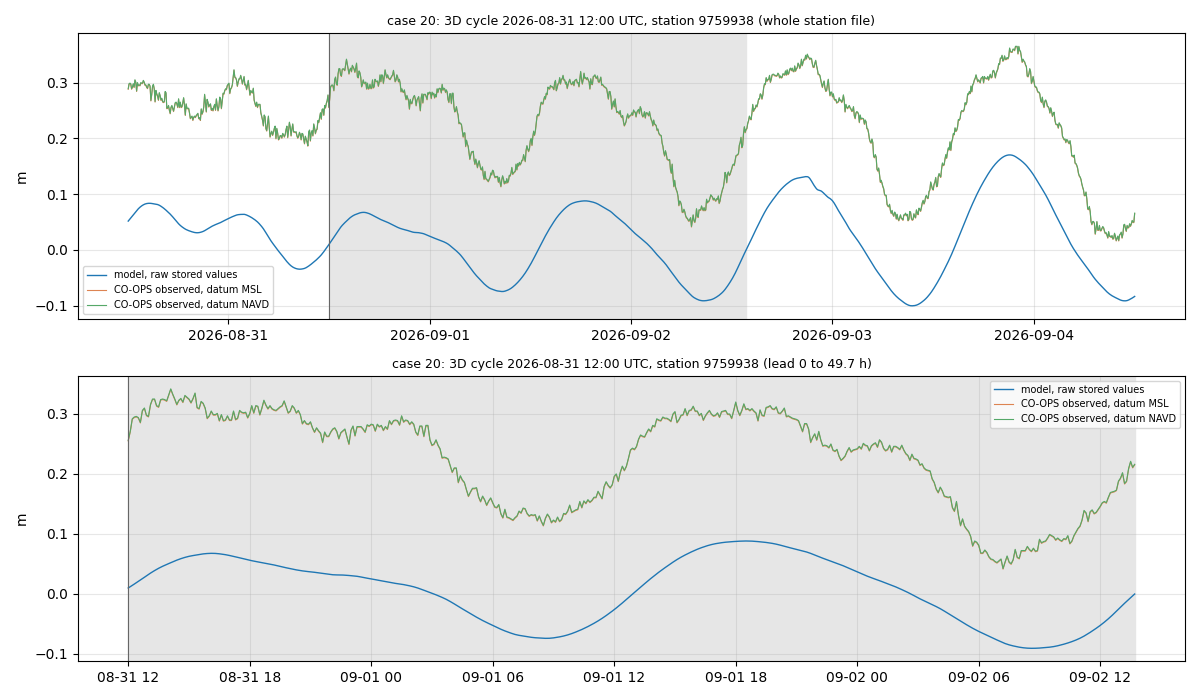 case 20: 3D cycle 2026-08-31 12:00 UTC, station 9759938 (whole station file)
0.3
0.2
0.1
0.0
−0.1
m
model, raw stored values
CO-OPS observed, datum MSL
CO-OPS observed, datum NAVD
2026-08-31
2026-09-01
2026-09-02
2026-09-03
2026-09-04
case 20: 3D cycle 2026-08-31 12:00 UTC, station 9759938 (lead 0 to 49.7 h)
model, raw stored values
CO-OPS observed, datum MSL
CO-OPS observed, datum NAVD
0.3
0.2
0.1
0.0
−0.1
m
08-31 12
08-31 18
09-01 00
09-01 06
09-01 12
09-01 18
09-02 00
09-02 06
09-02 12